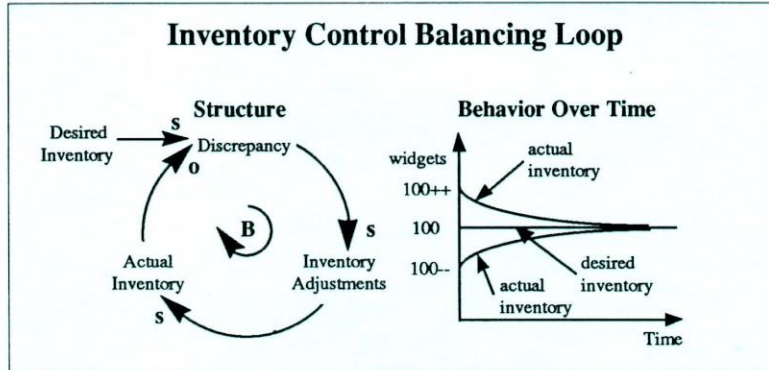 Inventory Control Balancing Loop
Structure
Desired
Inventory
s
Discrepancy
o
B
s
Actual
Inventory
Inventory
Adjustments
s
Behavior Over Time
widgets
actual
inventory
100++
100
100--
actual
inventory
desired
inventory
Time